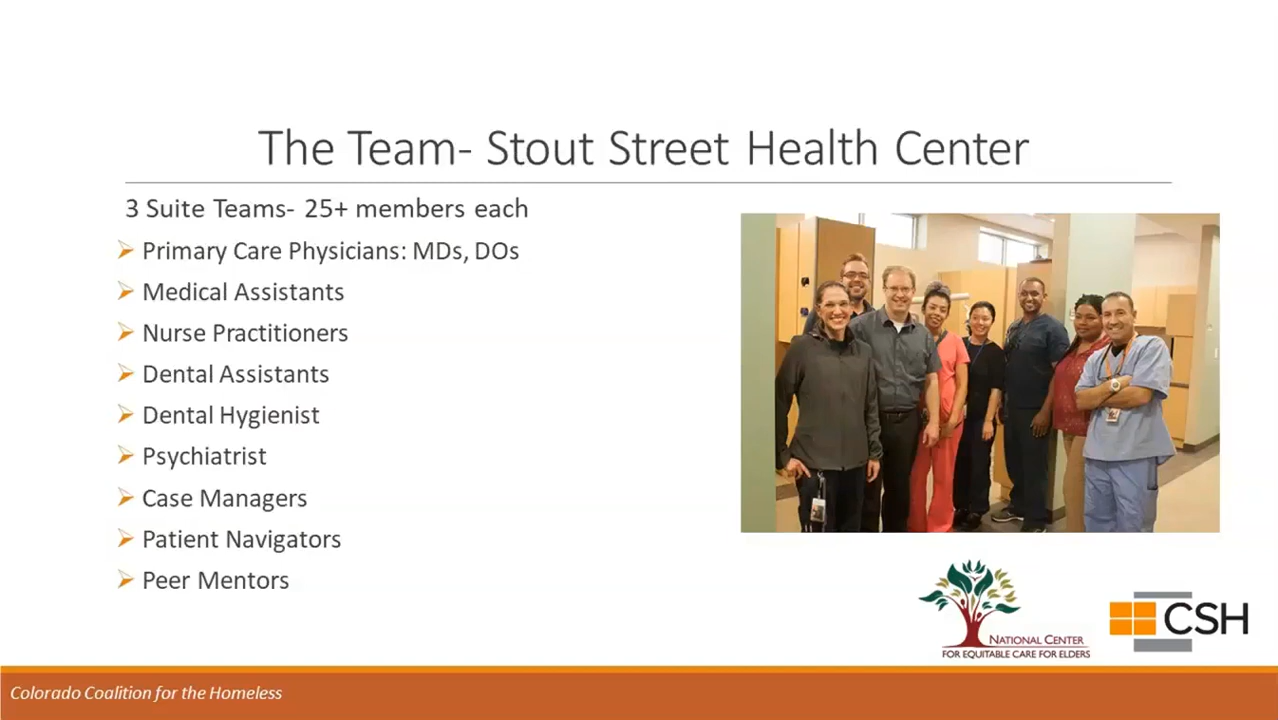 The Team- Stout Street Health Center
3 Suite Teams- 25+ members each
Primary Care Physicians: MDs, DOs
Medical Assistants
Nurse Practitioners
Dental Assistants
Dental Hygienist
Psychiatrist
Case Managers
Patient Navigators
Peer Mentors
NATIONAL CENTER
FOR EQUITABLE CARE FOR ELDERS
CSH
Colorado Coalition for the Homeless